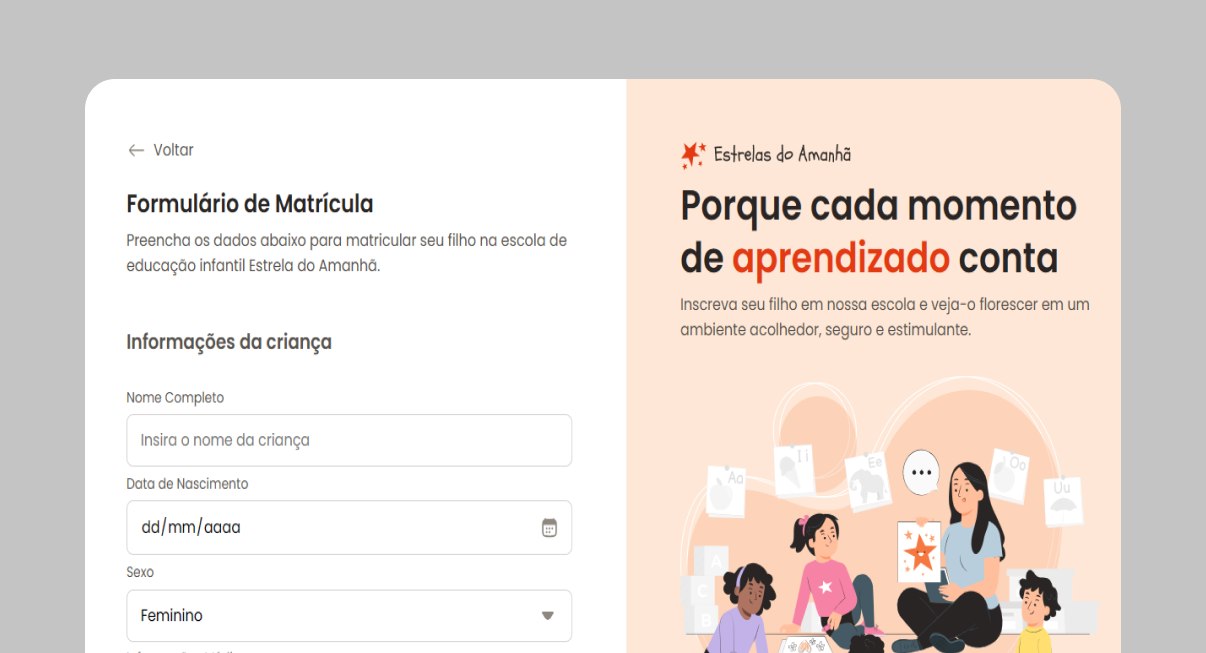 Voltar
Formulário de Matrícula
Preencha os dados abaixo para matricular seu filho na escola de
educação infantil Estrela do Amanhã.
Informações da criança
Nome Completo
Insira o nome da criança
Data de Nascimento
dd/mm/aaaa
Sexo
Feminino
Estrelas do Amanhã
Porque cada momento
de aprendizado conta
Inscreva seu filho em nossa escola e veja-o florescer em um
ambiente acolhedor, seguro e estimulante.
Aa
Ii
Ee
Oo
Uu
A
C
B